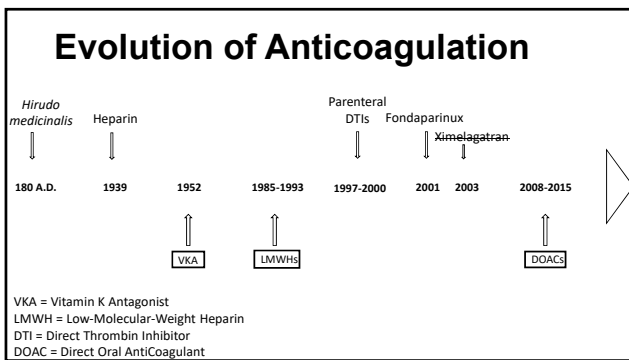 Evolution of Anticoagulation
Hirudo
medicinalis
Heparin
Parenteral
DTIs
Fondaparinux
Ximelagatran
180 A.D.
1939
1952
1985-1993
1997-2000
2001
2003
2008-2015
VKA
LMWHs
DOACs
VKA = Vitamin K Antagonist
LMWH = Low-Molecular-Weight Heparin
DTI = Direct Thrombin Inhibitor
DOAC = Direct Oral AntiCoagulant